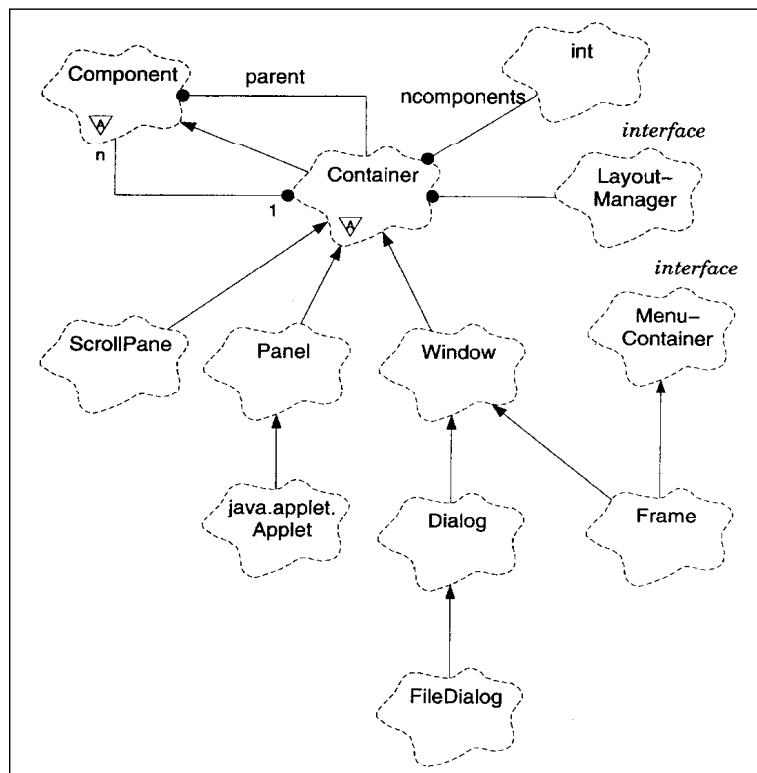 Component
A
parent
n
1
int
ncomponents
Container
A
interface
Layout–
Manager
interface
Menu–
Container
ScrollPane
Panel
Window
java.applet.
Applet
Dialog
Frame
FileDialog